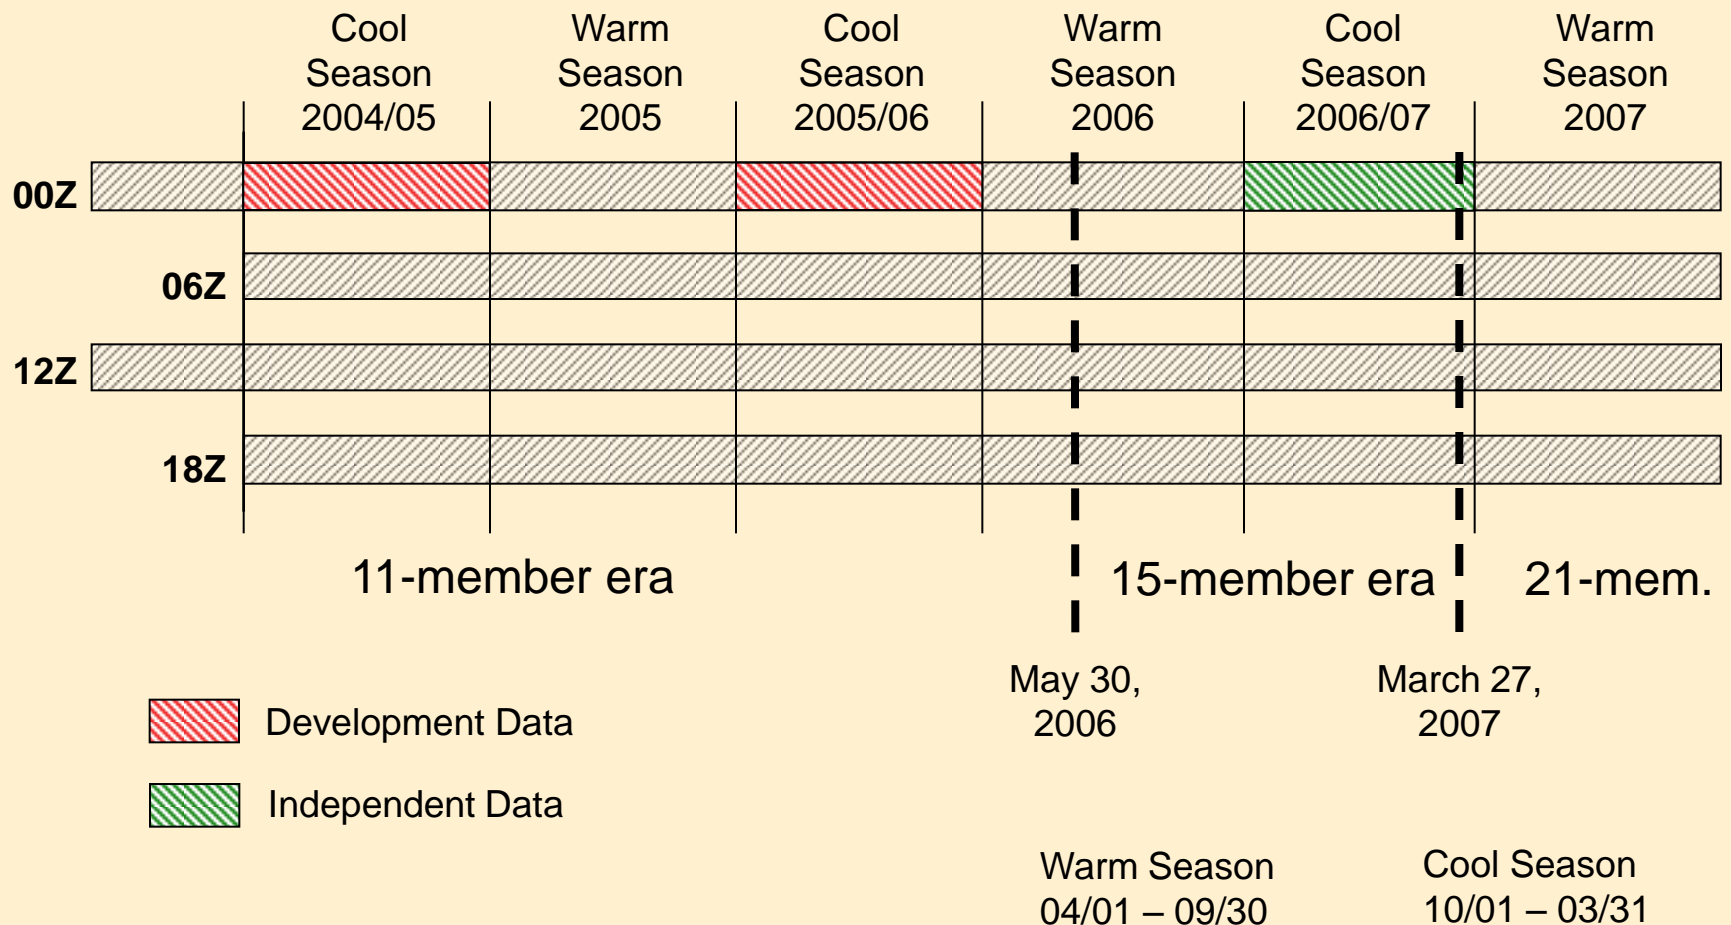 Cool
Season
2004/05
Warm
Season
2005
Cool
Season
2005/06
Warm
Season
2006
Cool
Season
2006/07
Warm
Season
2007
00Z
06Z
12Z
18Z
11-member era
15-member era
21-mem.
May 30,
2006
March 27,
2007
Development Data
Independent Data
Warm Season
04/01 – 09/30
Cool Season
10/01 – 03/31